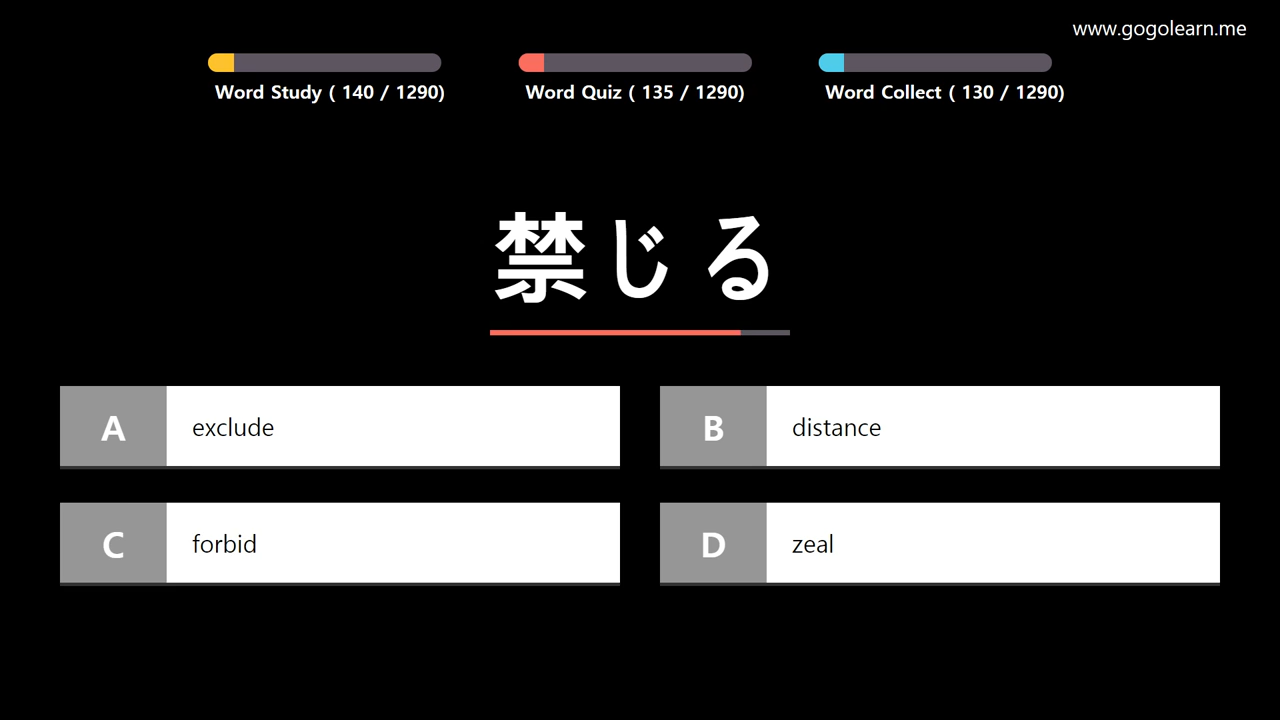 www.gogolearn.me
Word Study ( 140 / 1290)
Word Quiz ( 135 / 1290)
Word Collect ( 130 / 1290)
禁じる
A exclude
B distance
C forbid
D zeal